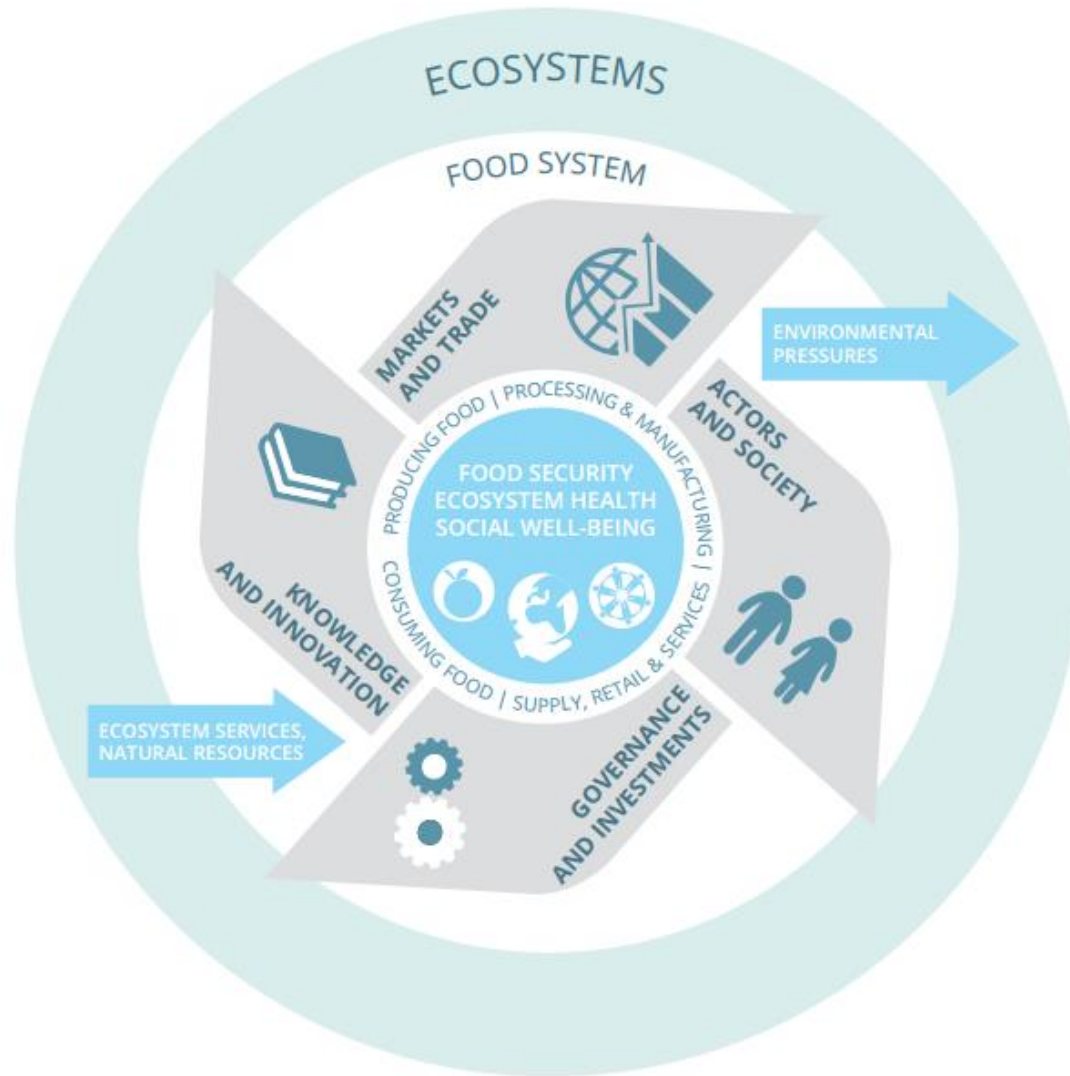 ECOSYSTEMS
FOOD SYSTEM
MARKETS
AND TRADE
ENVIRONMENTAL
PRESSURES
ACTORS
AND SOCIETY
PRODUCING FOOD | PROCESSING & MANUFACTURING |
FOOD SECURITY
ECOSYSTEM HEALTH
SOCIAL WELL-BEING
CONSUMING FOOD | SUPPLY, RETAIL & SERVICES
KNOWLEDGE
AND INNOVATION
ECOSYSTEM SERVICES,
NATURAL RESOURCES
GOVERNANCE
AND INVESTMENTS